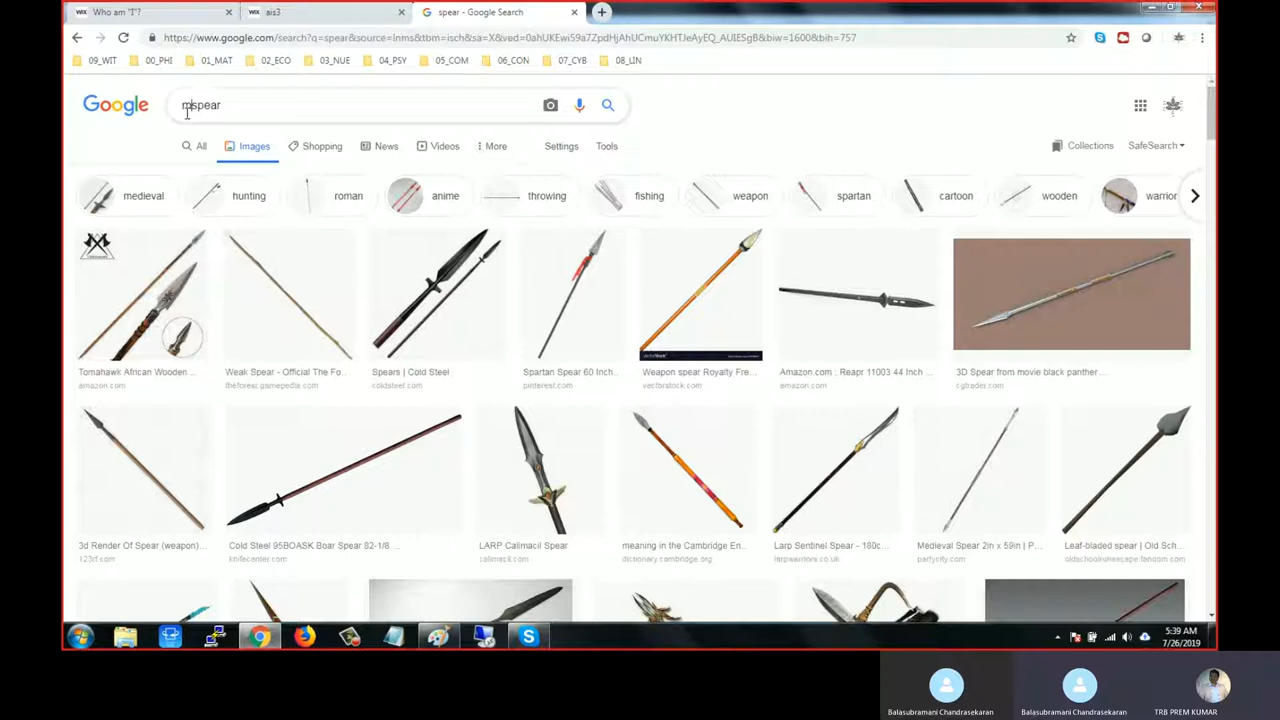 Who am "I"?
ais3
spear - Google Search
https://www.google.com/search?q=spear&source=lnms&tbm=isch&sa=X&ved=0ahUKEwi59a7ZpdHjAhUCmuYKHTJeAyEQ_AUIESgB&biw=1600&bih=757
09_WIT 00_PHI 01_MAT 02_ECO 03_NUE 04_PSY 05_COM 06_CON 07_CYB 08_LIN
Google
mspear
All Images Shopping News Videos More Settings Tools Collections SafeSearch
medieval hunting roman anime throwing fishing weapon spartan cartoon wooden warrior
Tomahawk African Wooden ... Weak Spear - Official The Fo... Spears | Cold Steel Spartan Spear 60 Inch... Weapon spear Royalty Fre... Amazon.com : Reapr 11003 44 Inch ... 3D Spear from movie black panther ...
amazon.com theforest.gamepedia.com coldsteel.com pinterest.com vectorstock.com amazon.com cgtrader.com
3d Render Of Spear (weapon)... Cold Steel 95BOASK Boar Spear 82-1/8 ... LARP Calimacil Spear meaning in the Cambridge En... Larp Sentinel Spear - 180c... Medieval Spear 2in x 59in | P... Leaf-bladed spear | Old Sch...
123rf.com knifecenter.com calimacil.com dictionary.cambridge.org larpwarriors.co.uk partycity.com oldschoolrunescape.fandom.com
5:39 AM
7/26/2019
Balasubramani Chandrasekaran Balasubramani Chandrasekaran TRB PREM KUMAR